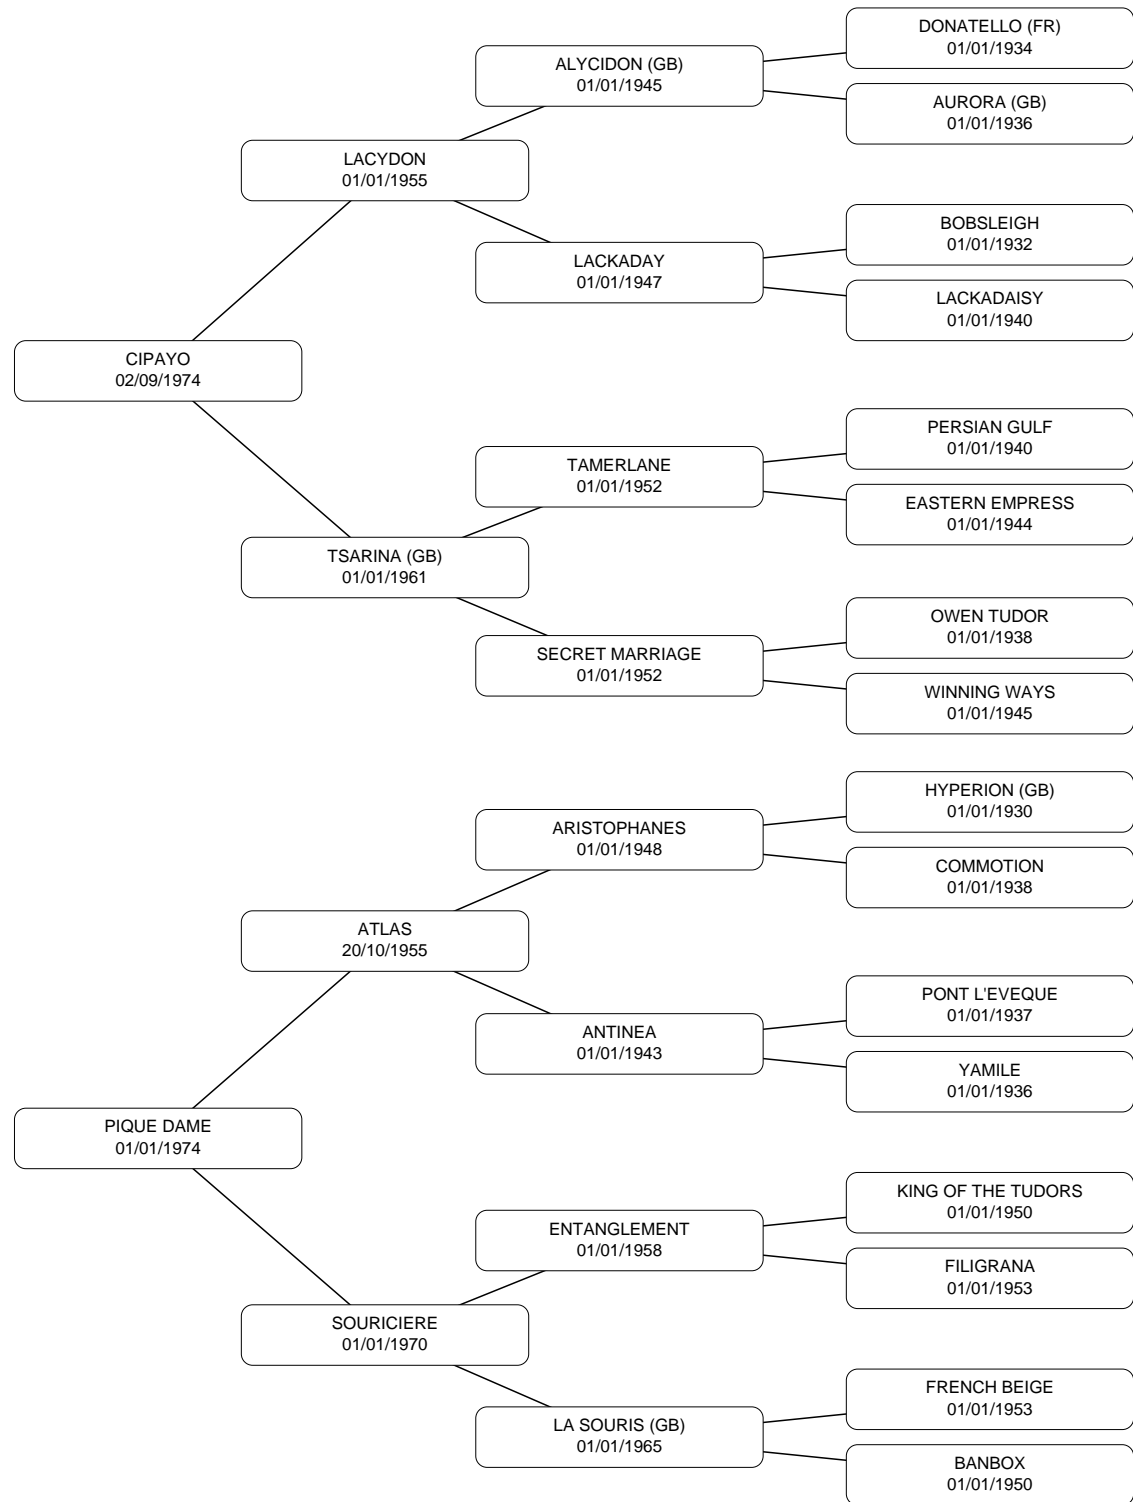 DONATELLO (FR)
01/01/1934
ALYCIDON (GB)
01/01/1945
AURORA (GB)
01/01/1936
LACYDON
01/01/1955
BOBSLEIGH
01/01/1932
LACKADAY
01/01/1947
LACKADAISY
01/01/1940
CIPAYO
02/09/1974
PERSIAN GULF
01/01/1940
TAMERLANE
01/01/1952
EASTERN EMPRESS
01/01/1944
TSARINA (GB)
01/01/1961
OWEN TUDOR
01/01/1938
SECRET MARRIAGE
01/01/1952
WINNING WAYS
01/01/1945
HYPERION (GB)
01/01/1930
ARISTOPHANES
01/01/1948
COMMOTION
01/01/1938
ATLAS
20/10/1955
PONT L'EVEQUE
01/01/1937
ANTINEA
01/01/1943
YAMILE
01/01/1936
PIQUE DAME
01/01/1974
KING OF THE TUDORS
01/01/1950
ENTANGLEMENT
01/01/1958
FILIGRANA
01/01/1953
SOURICIERE
01/01/1970
FRENCH BEIGE
01/01/1953
LA SOURIS (GB)
01/01/1965
BANBOX
01/01/1950